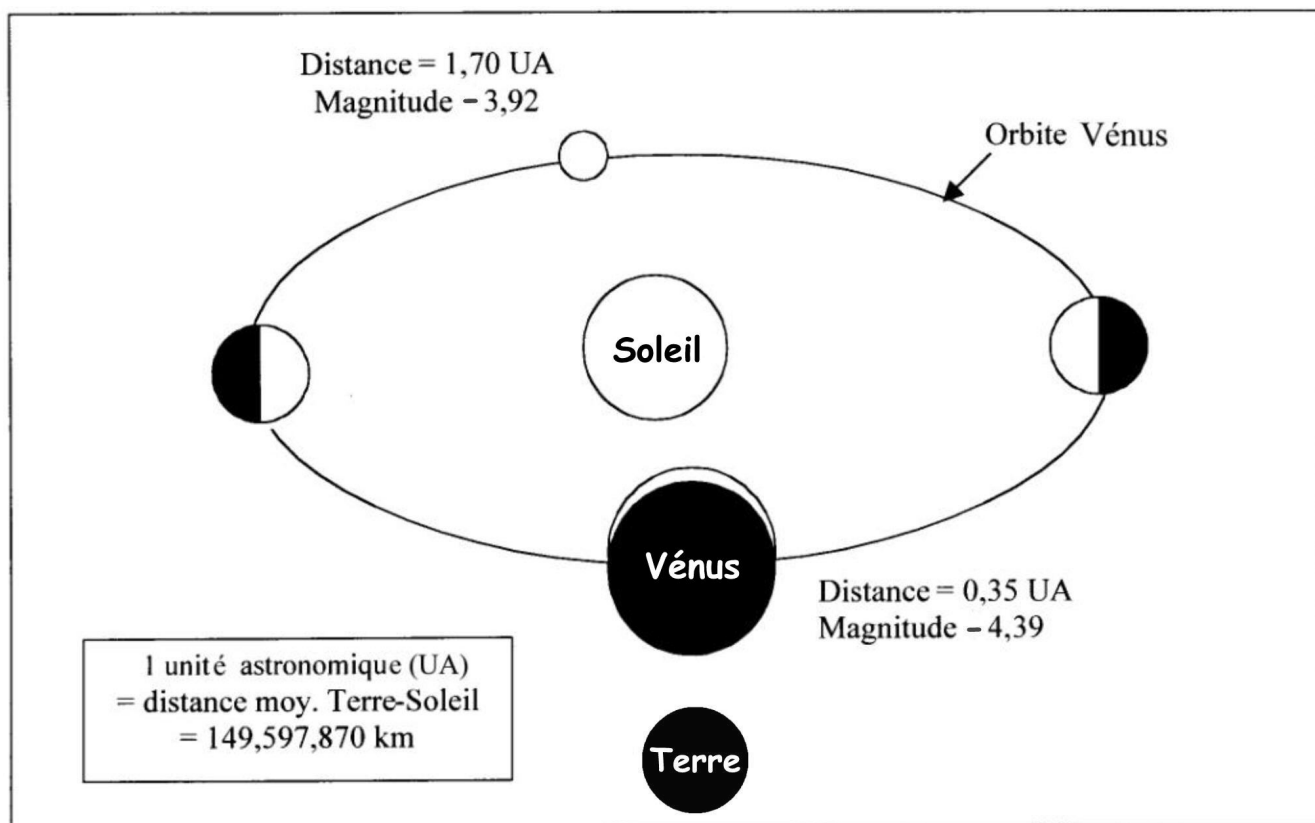 Distance = 1,70 UA
Magnitude – 3,92
Orbite Vénus
Soleil
Vénus
Distance = 0,35 UA
Magnitude – 4,39
1 unité astronomique (UA)
= distance moy. Terre-Soleil
= 149,597,870 km
Terre